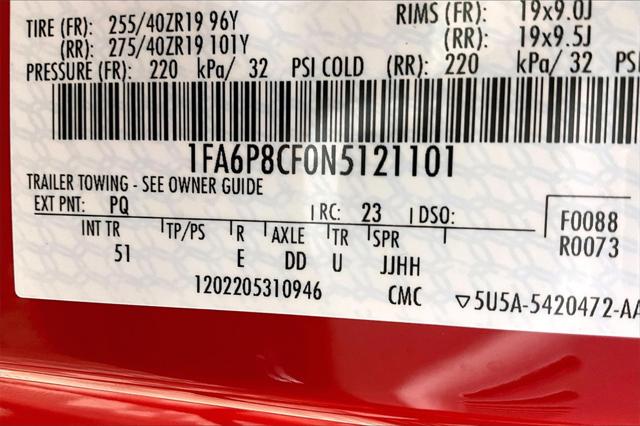 TIRE (FR): 255/40ZR19 96Y RIMS (FR): 19x9.0J
(RR): 275/40ZR19 101Y (RR): 19x9.5J
PRESSURE (FR): 220 kPa/ 32 PSI COLD (RR): 220 kPa/ 32 PSI
1FA6P8CF0N5121101
TRAILER TOWING - SEE OWNER GUIDE
EXT PNT: PQ RC: 23 DSO: F0088
R0073
INT TR TP/PS R AXLE TR SPR
51 E DD U JJHH
1202205310946 CMC ▽5U5A-5420472-AA